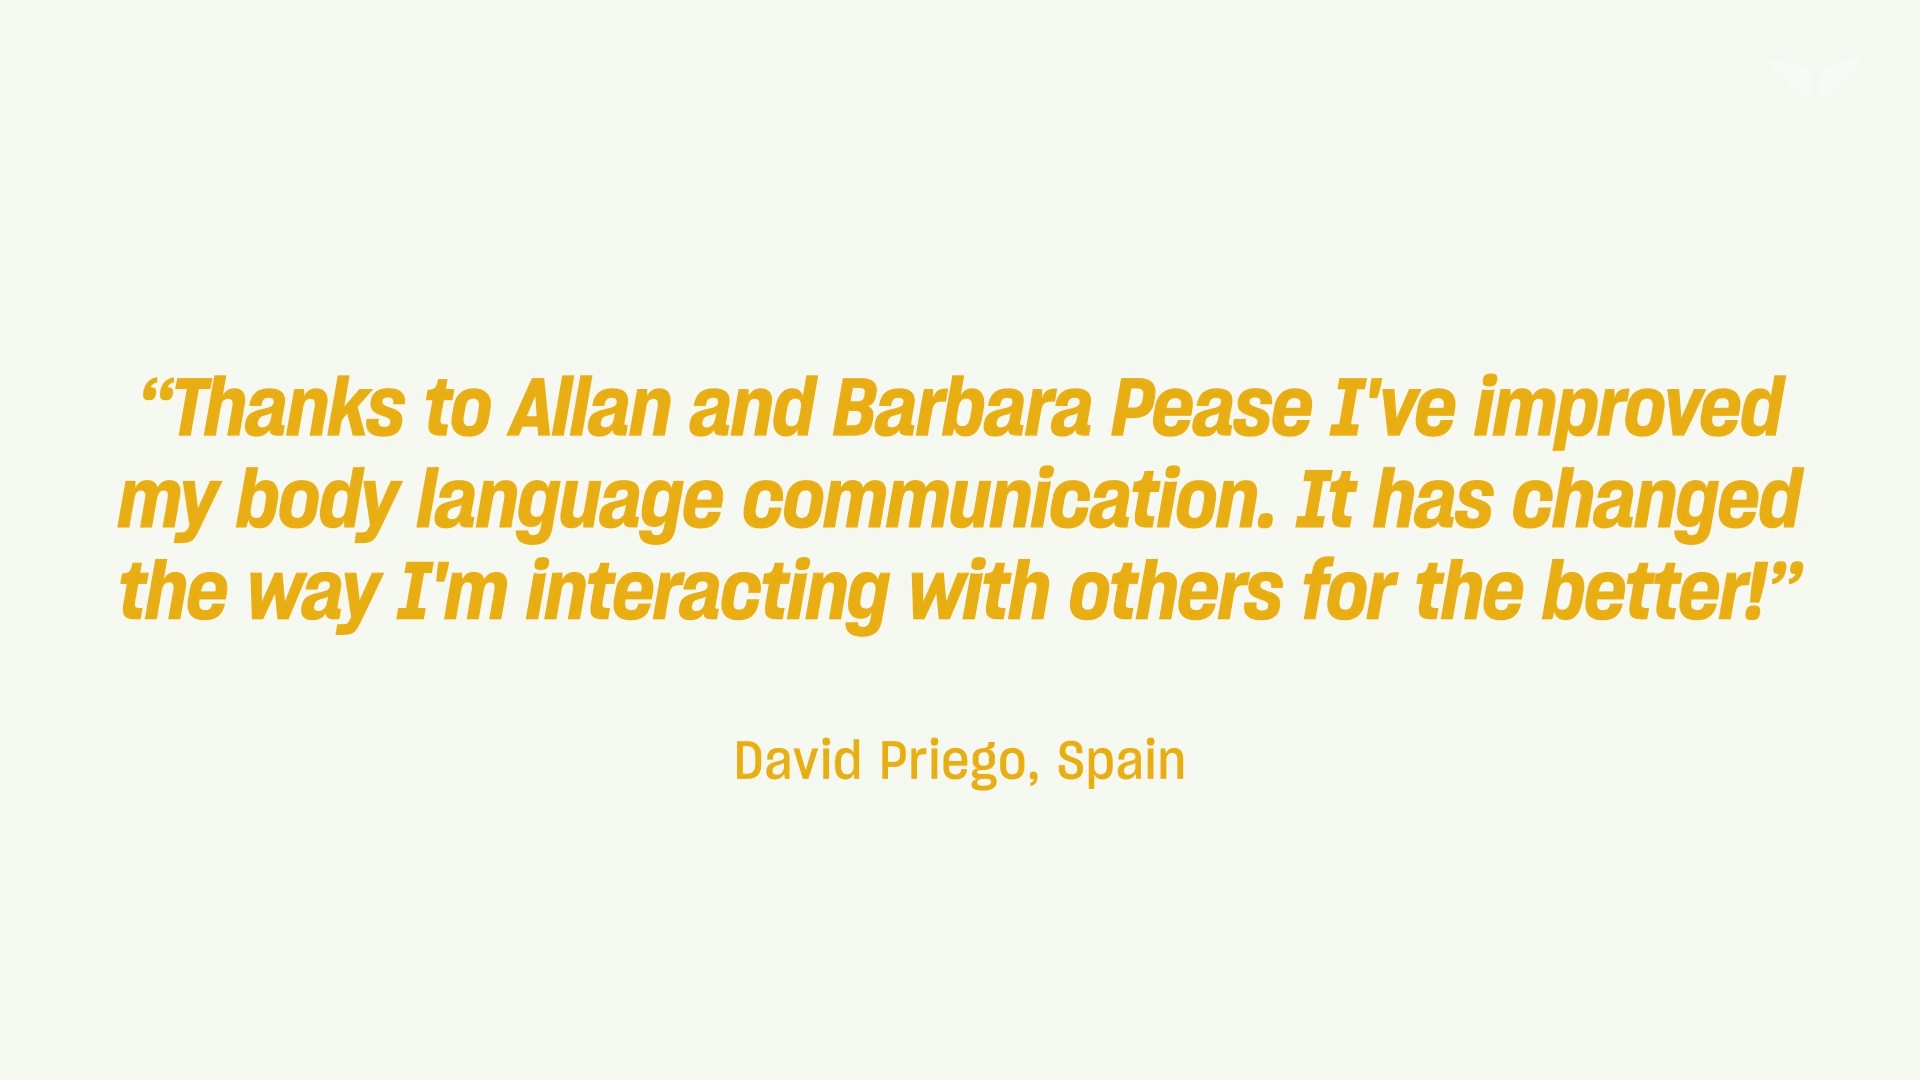 “Thanks to Allan and Barbara Pease I've improved
my body language communication. It has changed
the way I'm interacting with others for the better!”
David Priego, Spain